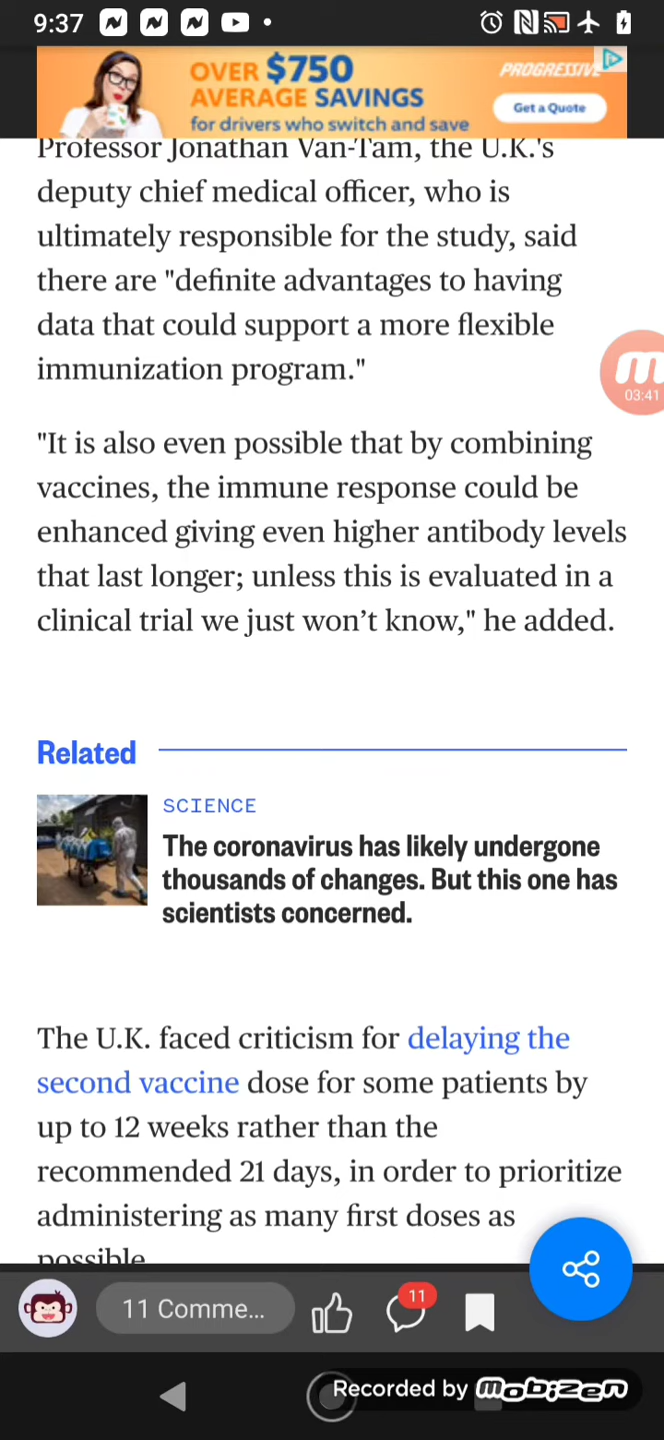 9:37
OVER $750
AVERAGE SAVINGS
for drivers who switch and save
PROGRESSIVE
Get a Quote
Professor Jonathan Van-Tam, the U.K.'s
deputy chief medical officer, who is
ultimately responsible for the study, said
there are "definite advantages to having
data that could support a more flexible
immunization program."
03:41
"It is also even possible that by combining
vaccines, the immune response could be
enhanced giving even higher antibody levels
that last longer; unless this is evaluated in a
clinical trial we just won’t know," he added.
Related
SCIENCE
The coronavirus has likely undergone
thousands of changes. But this one has
scientists concerned.
The U.K. faced criticism for delaying the
second vaccine dose for some patients by
up to 12 weeks rather than the
recommended 21 days, in order to prioritize
administering as many first doses as
possible
11 Comme...
11
Recorded by mobizen